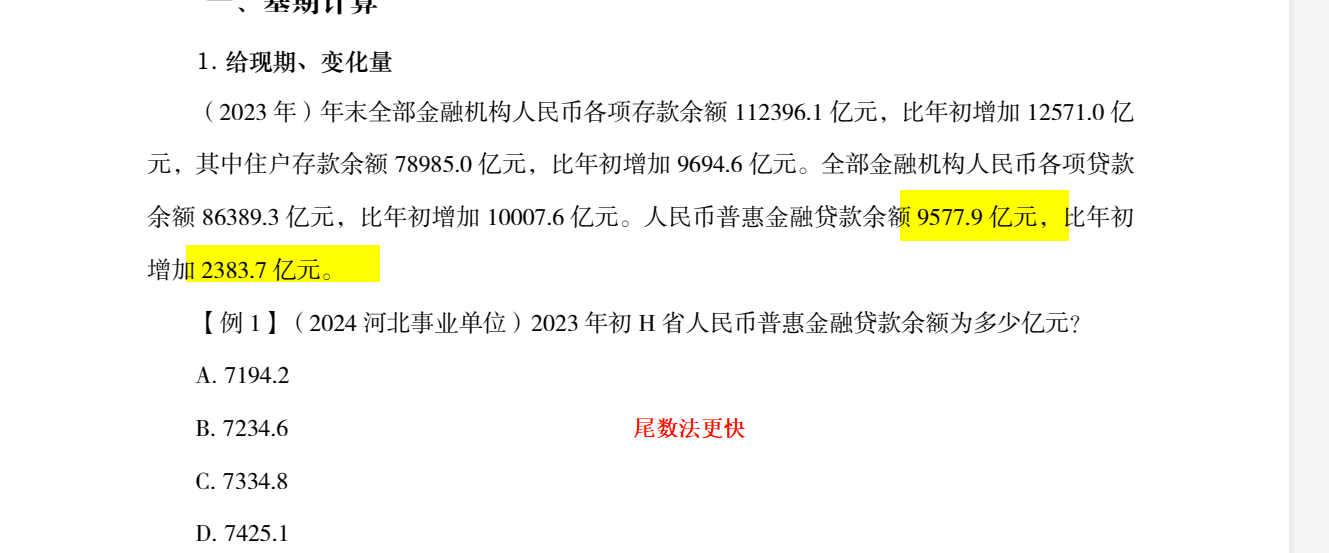 一、基期计算
1. 给现期、变化量
（2023 年）年末全部金融机构人民币各项存款余额 112396.1 亿元，比年初增加 12571.0 亿
元，其中住户存款余额 78985.0 亿元，比年初增加 9694.6 亿元。全部金融机构人民币各项贷款
余额 86389.3 亿元，比年初增加 10007.6 亿元。人民币普惠金融贷款余额 9577.9 亿元，比年初
增加 2383.7 亿元。
【例 1】（2024 河北事业单位）2023 年初 H 省人民币普惠金融贷款余额为多少亿元？
A. 7194.2
B. 7234.6
尾数法更快
C. 7334.8
D. 7425.1